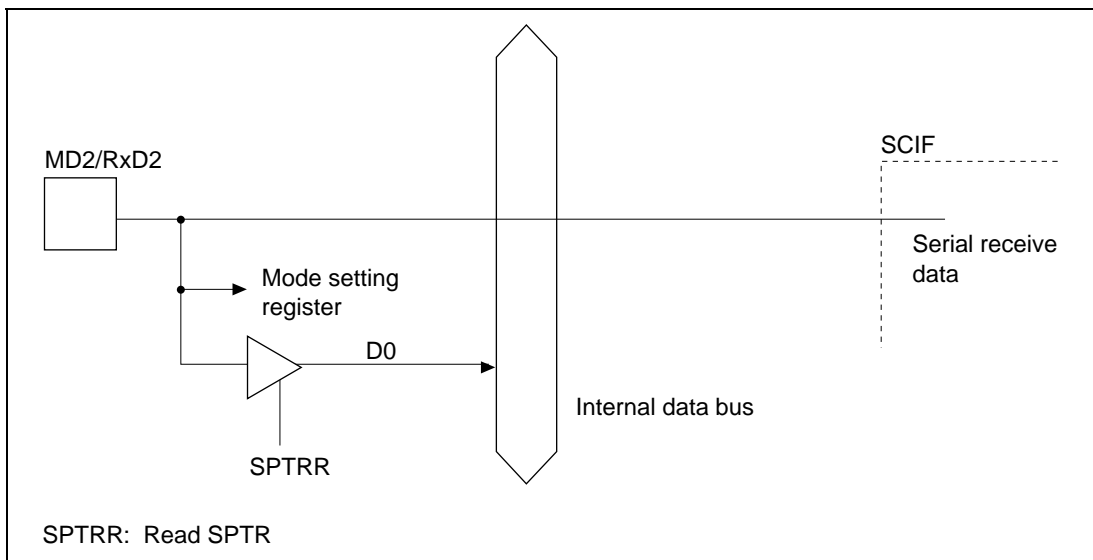 MD2/RxD2
SCIF
Serial receive
data
Mode setting
register
D0
Internal data bus
SPTRR
SPTRR: Read SPTR